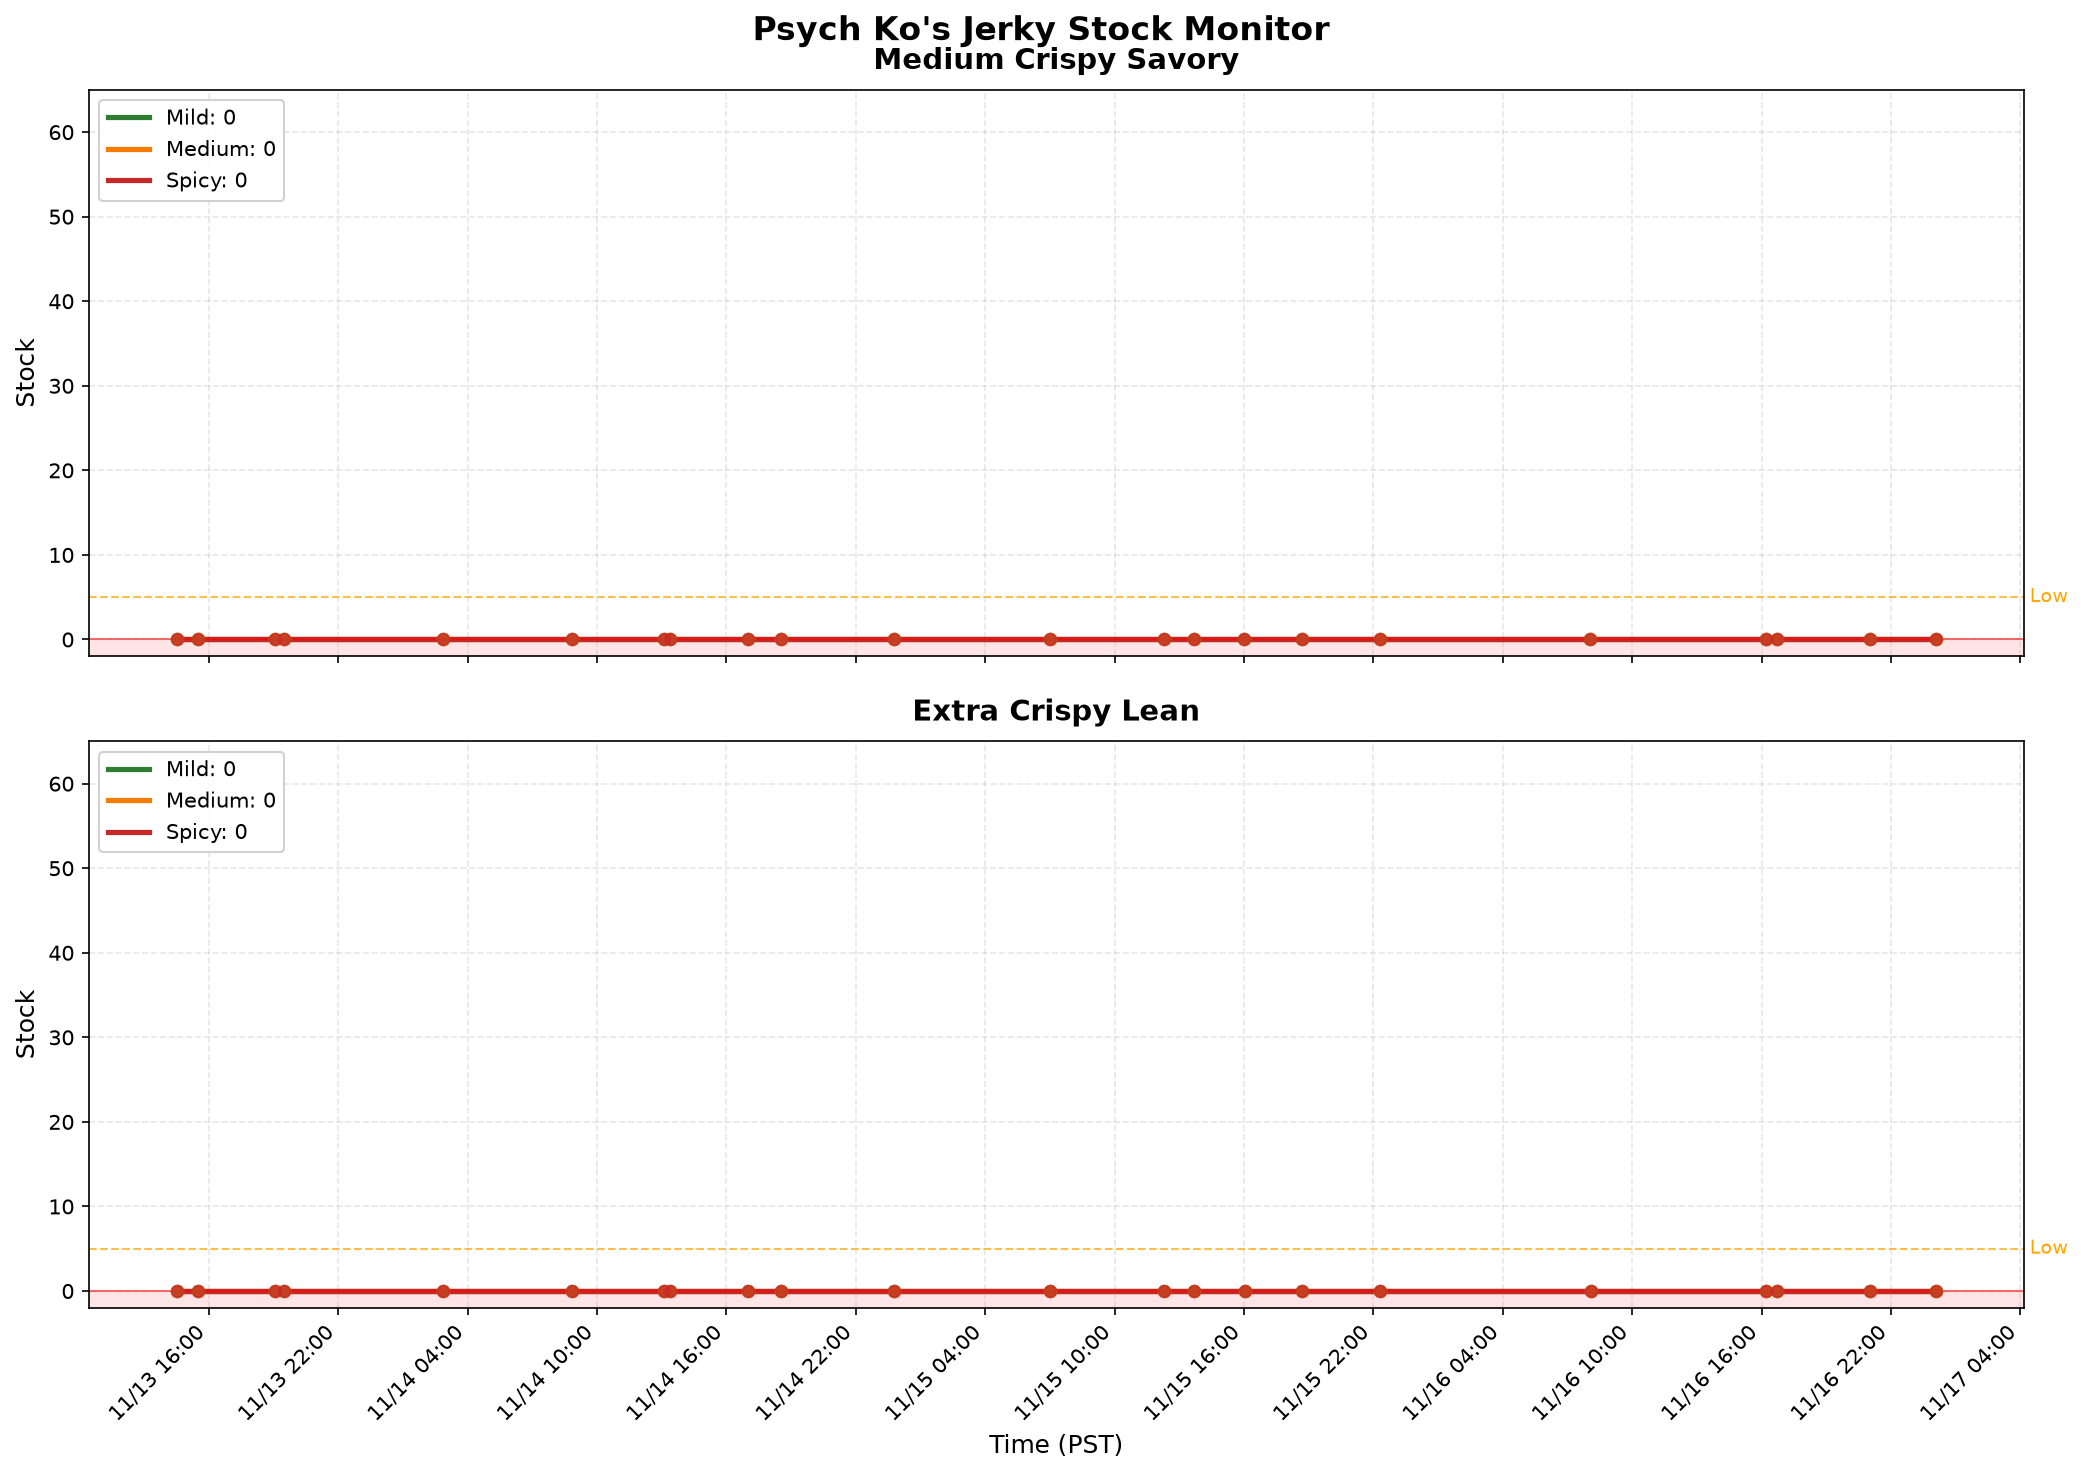 Psych Ko's Jerky Stock Monitor
Medium Crispy Savory
Mild: 0
Medium: 0
Spicy: 0
60
50
40
30
20
10
0
Stock
Low
Extra Crispy Lean
Mild: 0
Medium: 0
Spicy: 0
60
50
40
30
20
10
0
Stock
Low
11/13 16:00
11/13 22:00
11/14 04:00
11/14 10:00
11/14 16:00
11/14 22:00
11/15 04:00
11/15 10:00
11/15 16:00
11/15 22:00
11/16 04:00
11/16 10:00
11/16 16:00
11/16 22:00
11/17 04:00
Time (PST)